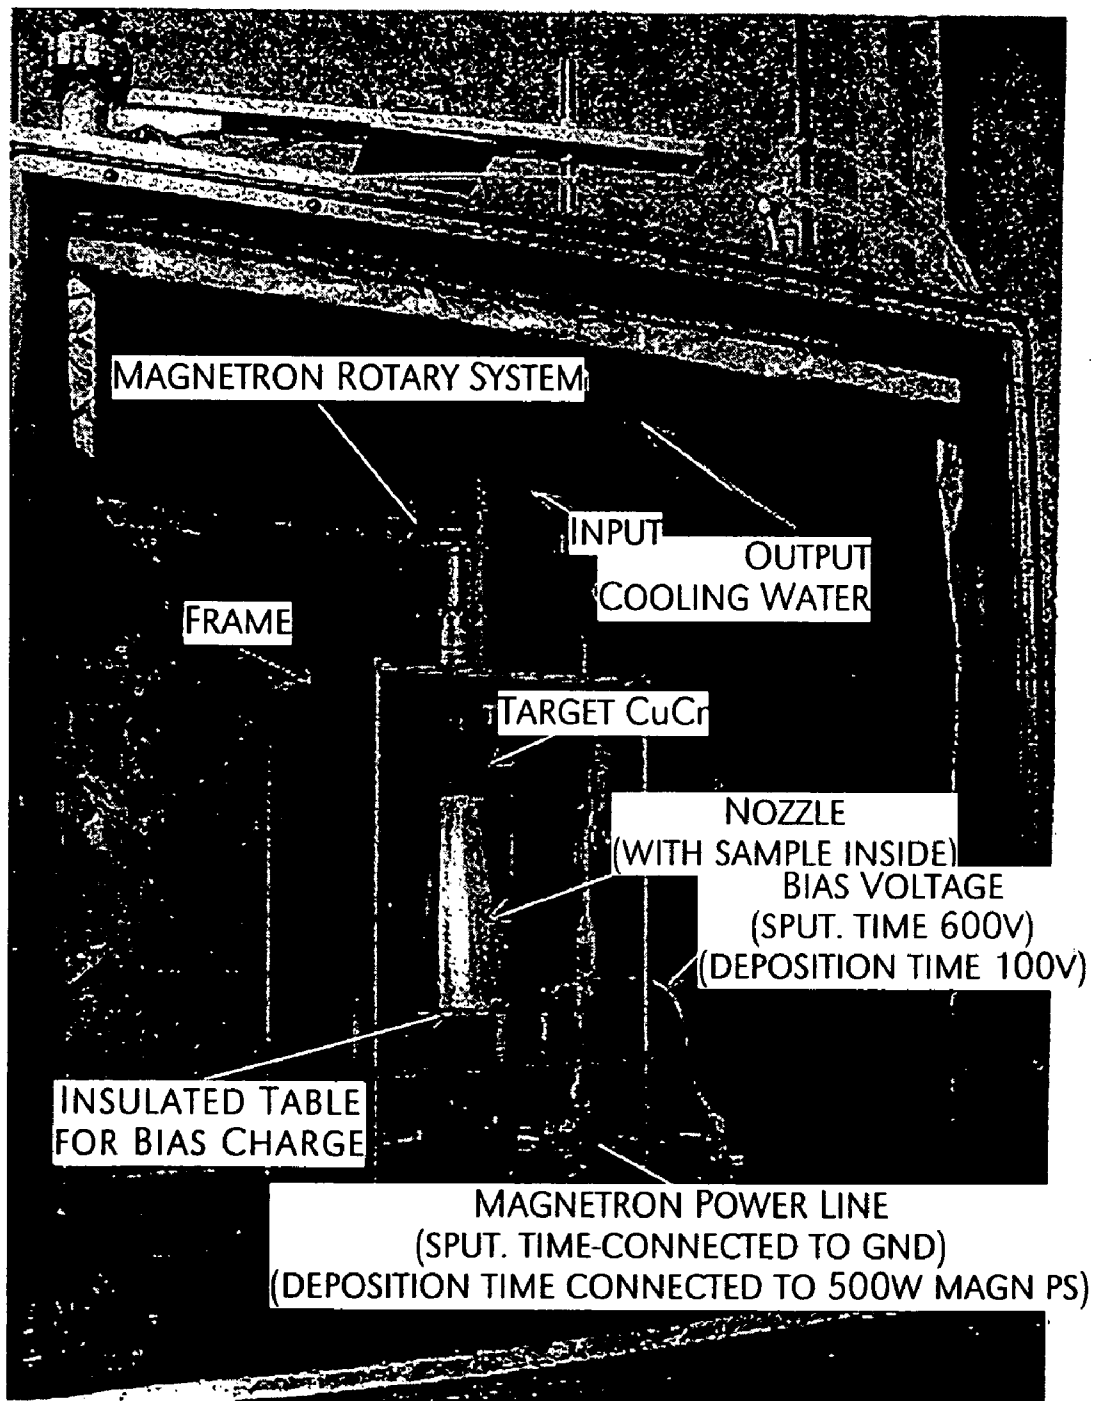 MAGNETRON ROTARY SYSTEM
INPUT
OUTPUT
COOLING WATER
FRAME
TARGET CuCr
NOZZLE
(WITH SAMPLE INSIDE)
BIAS VOLTAGE
(SPUT. TIME 600V)
(DEPOSITION TIME 100V)
INSULATED TABLE
FOR BIAS CHARGE
MAGNETRON POWER LINE
(SPUT. TIME-CONNECTED TO GND)
(DEPOSITION TIME CONNECTED TO 500W MAGN PS)